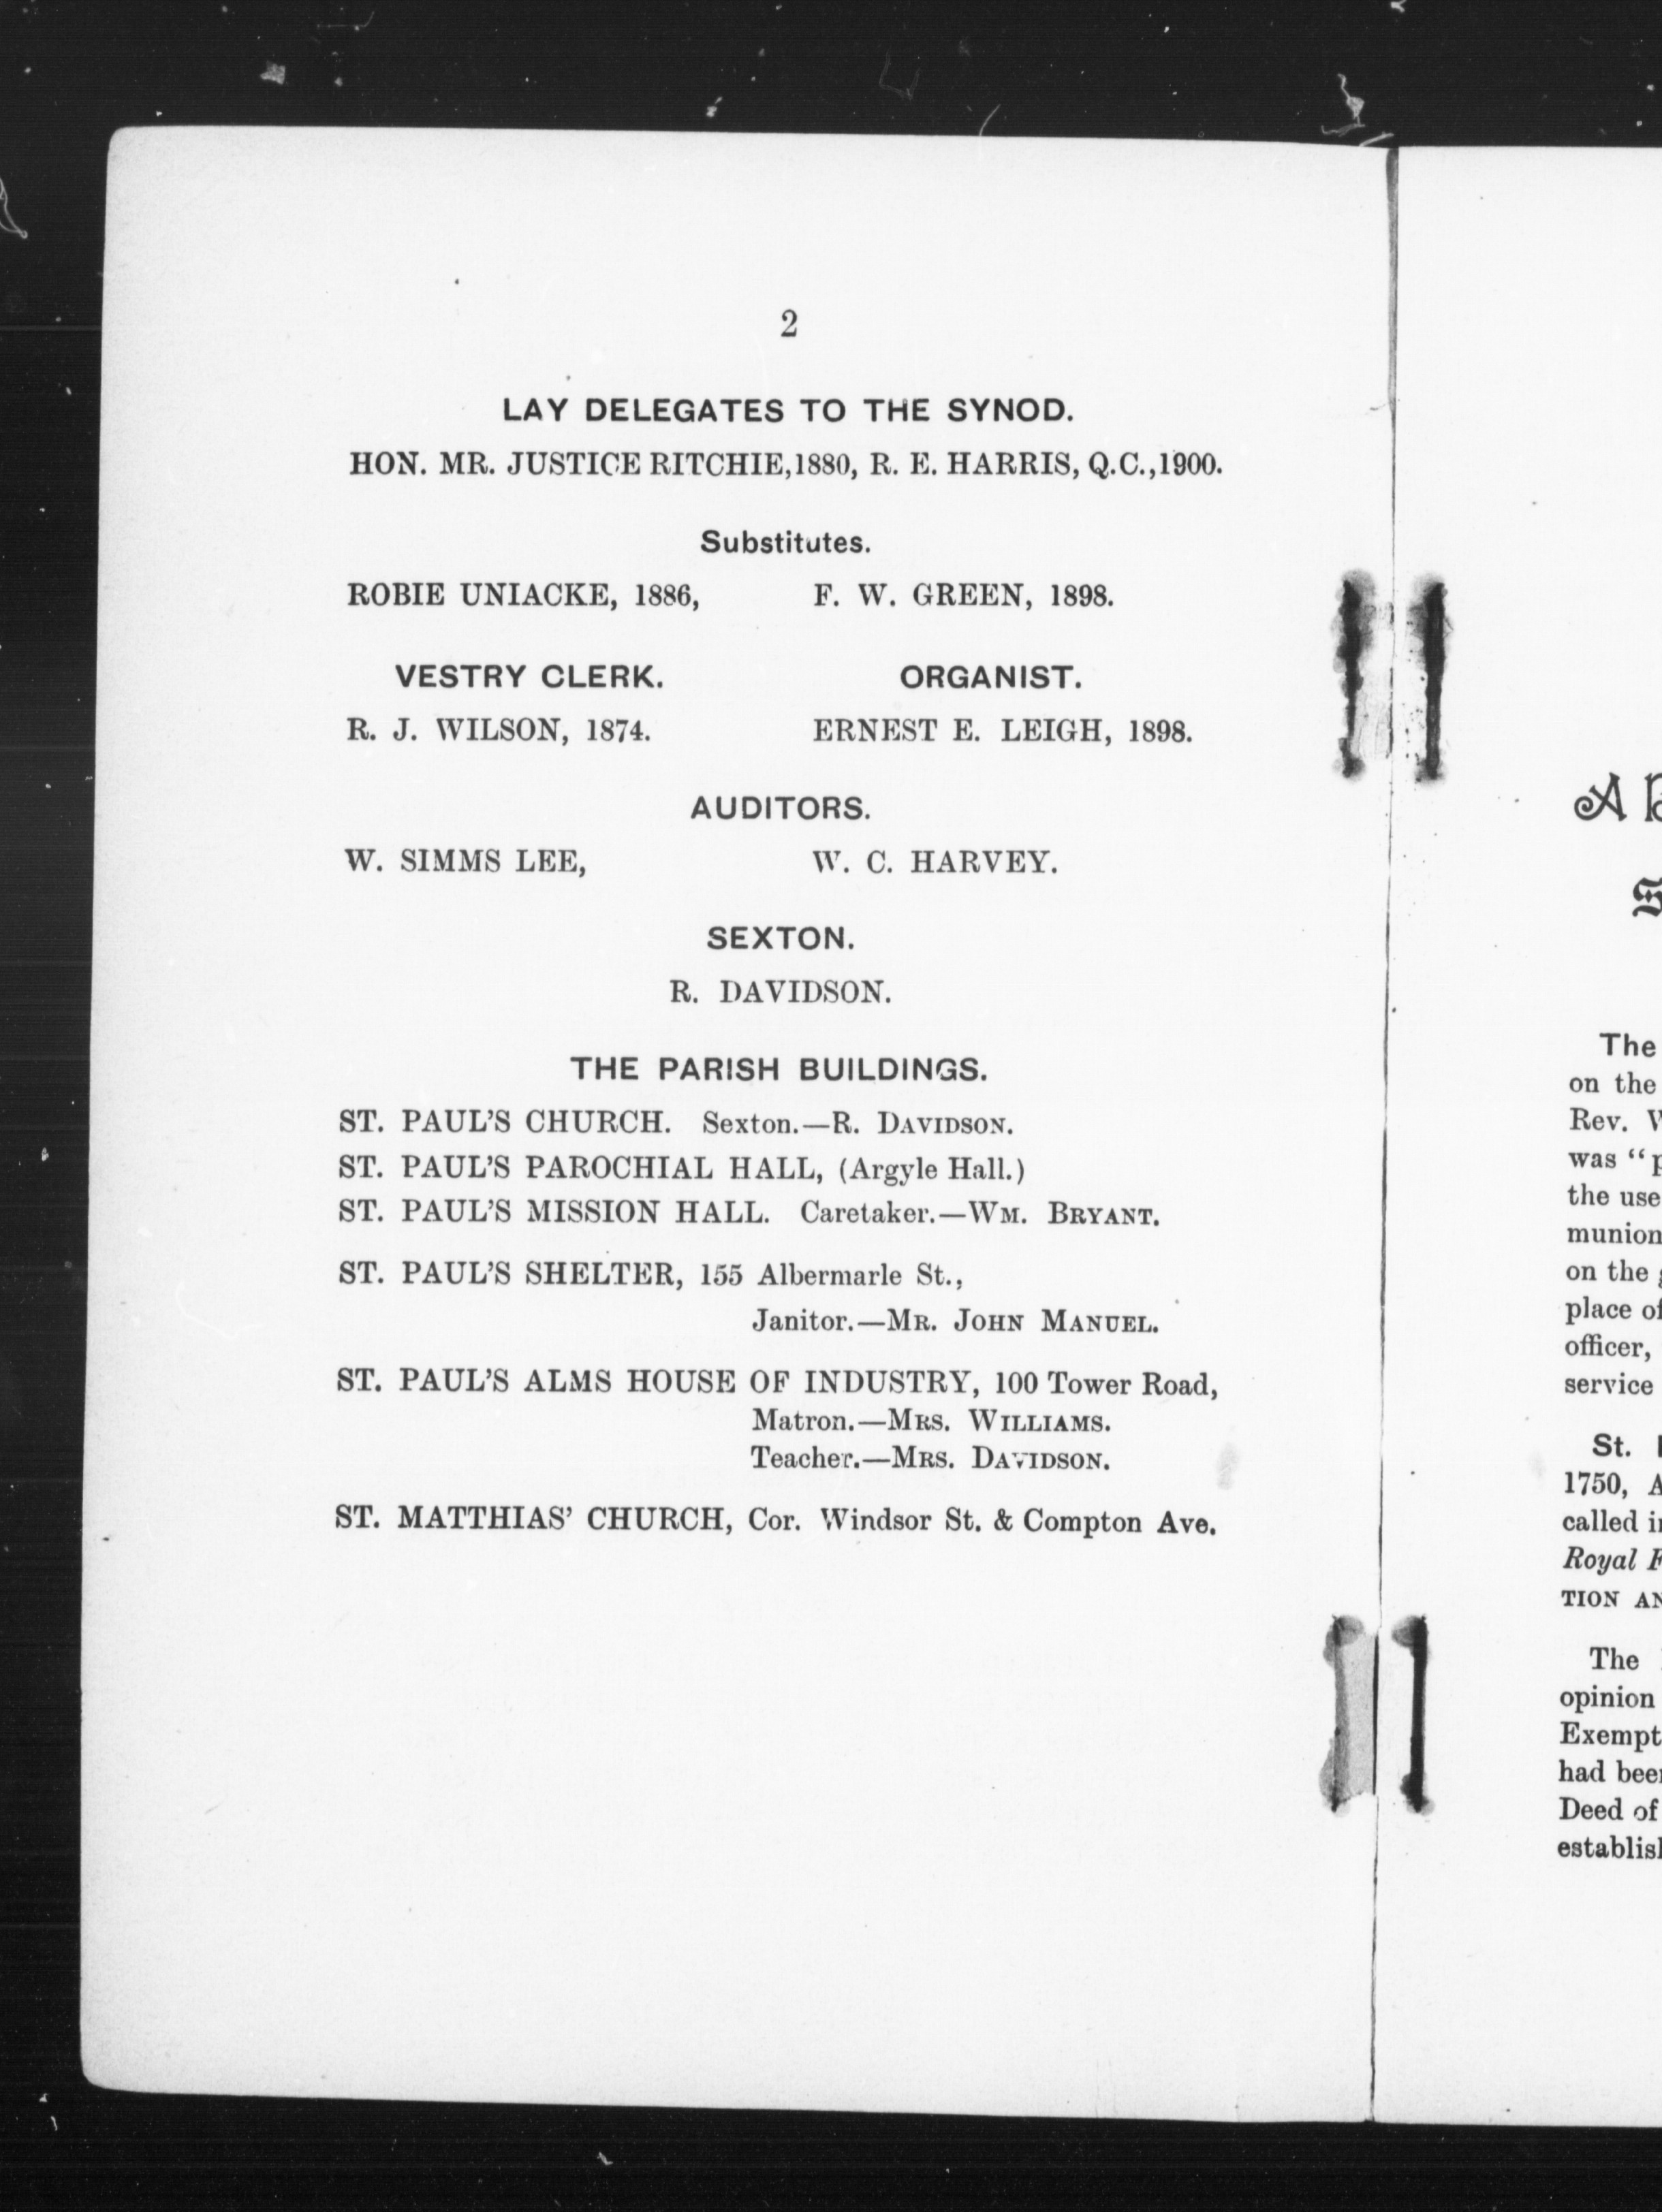 2
LAY DELEGATES TO THE SYNOD.
HON. MR. JUSTICE RITCHIE,1880, R. E. HARRIS, Q.C.,1900.
Substitutes.
ROBIE UNIACKE, 1886, F. W. GREEN, 1898.
VESTRY CLERK. ORGANIST.
R. J. WILSON, 1874. ERNEST E. LEIGH, 1898.
AUDITORS.
W. SIMMS LEE, W. C. HARVEY.
SEXTON.
R. DAVIDSON.
THE PARISH BUILDINGS.
ST. PAUL'S CHURCH. Sexton.—R. DAVIDSON.
ST. PAUL'S PAROCHIAL HALL, (Argyle Hall.)
ST. PAUL'S MISSION HALL. Caretaker.—WM. BRYANT.
ST. PAUL'S SHELTER, 155 Albermarle St.,
Janitor.—MR. JOHN MANUEL.
ST. PAUL'S ALMS HOUSE OF INDUSTRY, 100 Tower Road,
Matron.—MRS. WILLIAMS.
Teacher.—MRS. DAVIDSON.
ST. MATTHIAS' CHURCH, Cor. Windsor St. & Compton Ave.
A
The
on the
Rev.
was "
the use
munion
on the
place of
officer,
service
St.
1750, A
called in
Royal
TION
The
opinion
Exempt
had been
Deed of